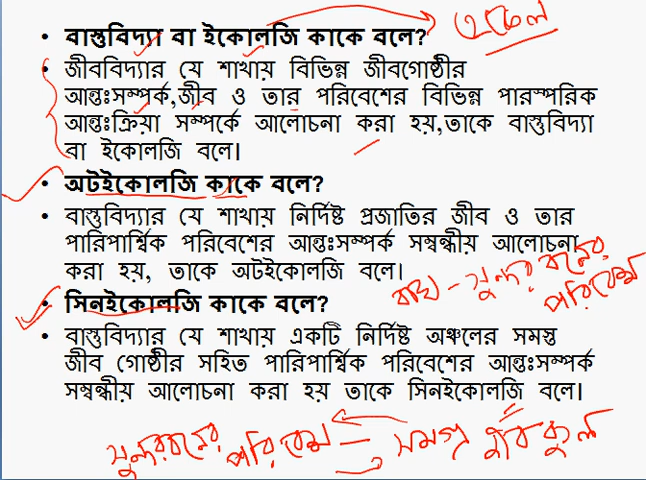 • বাস্তুবিদ্যা বা ইকোলজি কাকে বলে?
• জীববিদ্যার যে শাখায় বিভিন্ন জীবগোষ্ঠীর
আন্তঃসম্পর্ক,জীব ও তার পরিবেশের বিভিন্ন পারস্পরিক
আন্তঃক্রিয়া সম্পর্কে আলোচনা করা হয়,তাকে বাস্তুবিদ্যা
বা ইকোলজি বলে।
• অটইকোলজি কাকে বলে?
• বাস্তুবিদ্যার যে শাখায় নির্দিষ্ট প্রজাতির জীব ও তার
পারিপার্শ্বিক পরিবেশের আন্তঃসম্পর্ক সম্বন্ধীয় আলোচনা
করা হয়, তাকে অটইকোলজি বলে।
বাঘ - সুন্দরবনের
পরিবেশ
• সিনইকোলজি কাকে বলে?
• বাস্তুবিদ্যার যে শাখায় একটি নির্দিষ্ট অঞ্চলের সমস্ত
জীব গোষ্ঠীর সহিত পারিপার্শ্বিক পরিবেশের আন্তঃসম্পর্ক
সম্বন্ধীয় আলোচনা করা হয় তাকে সিনইকোলজি বলে।
সুন্দরবনের পরিবেশ সমগ্র জীবকুল